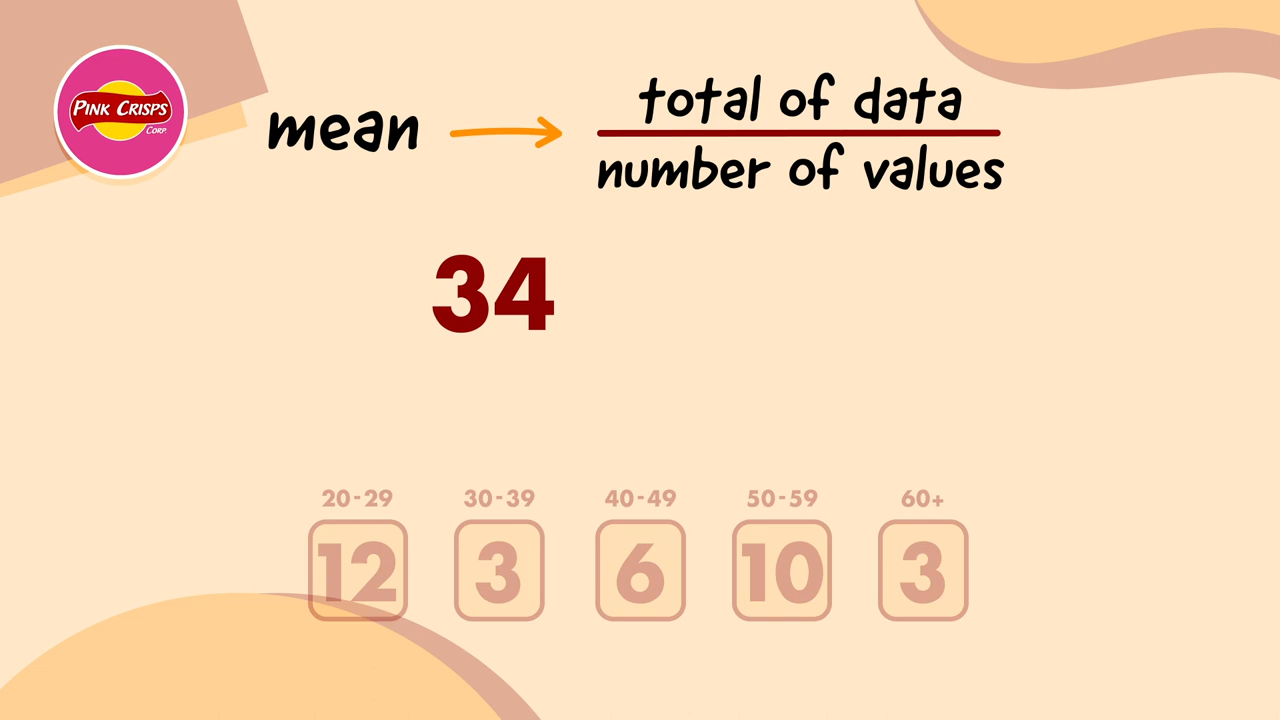 PINK CRISPS
CORP.
mean
total of data
number of values
34
20-29 30-39 40-49 50-59 60+
12 3 6 10 3